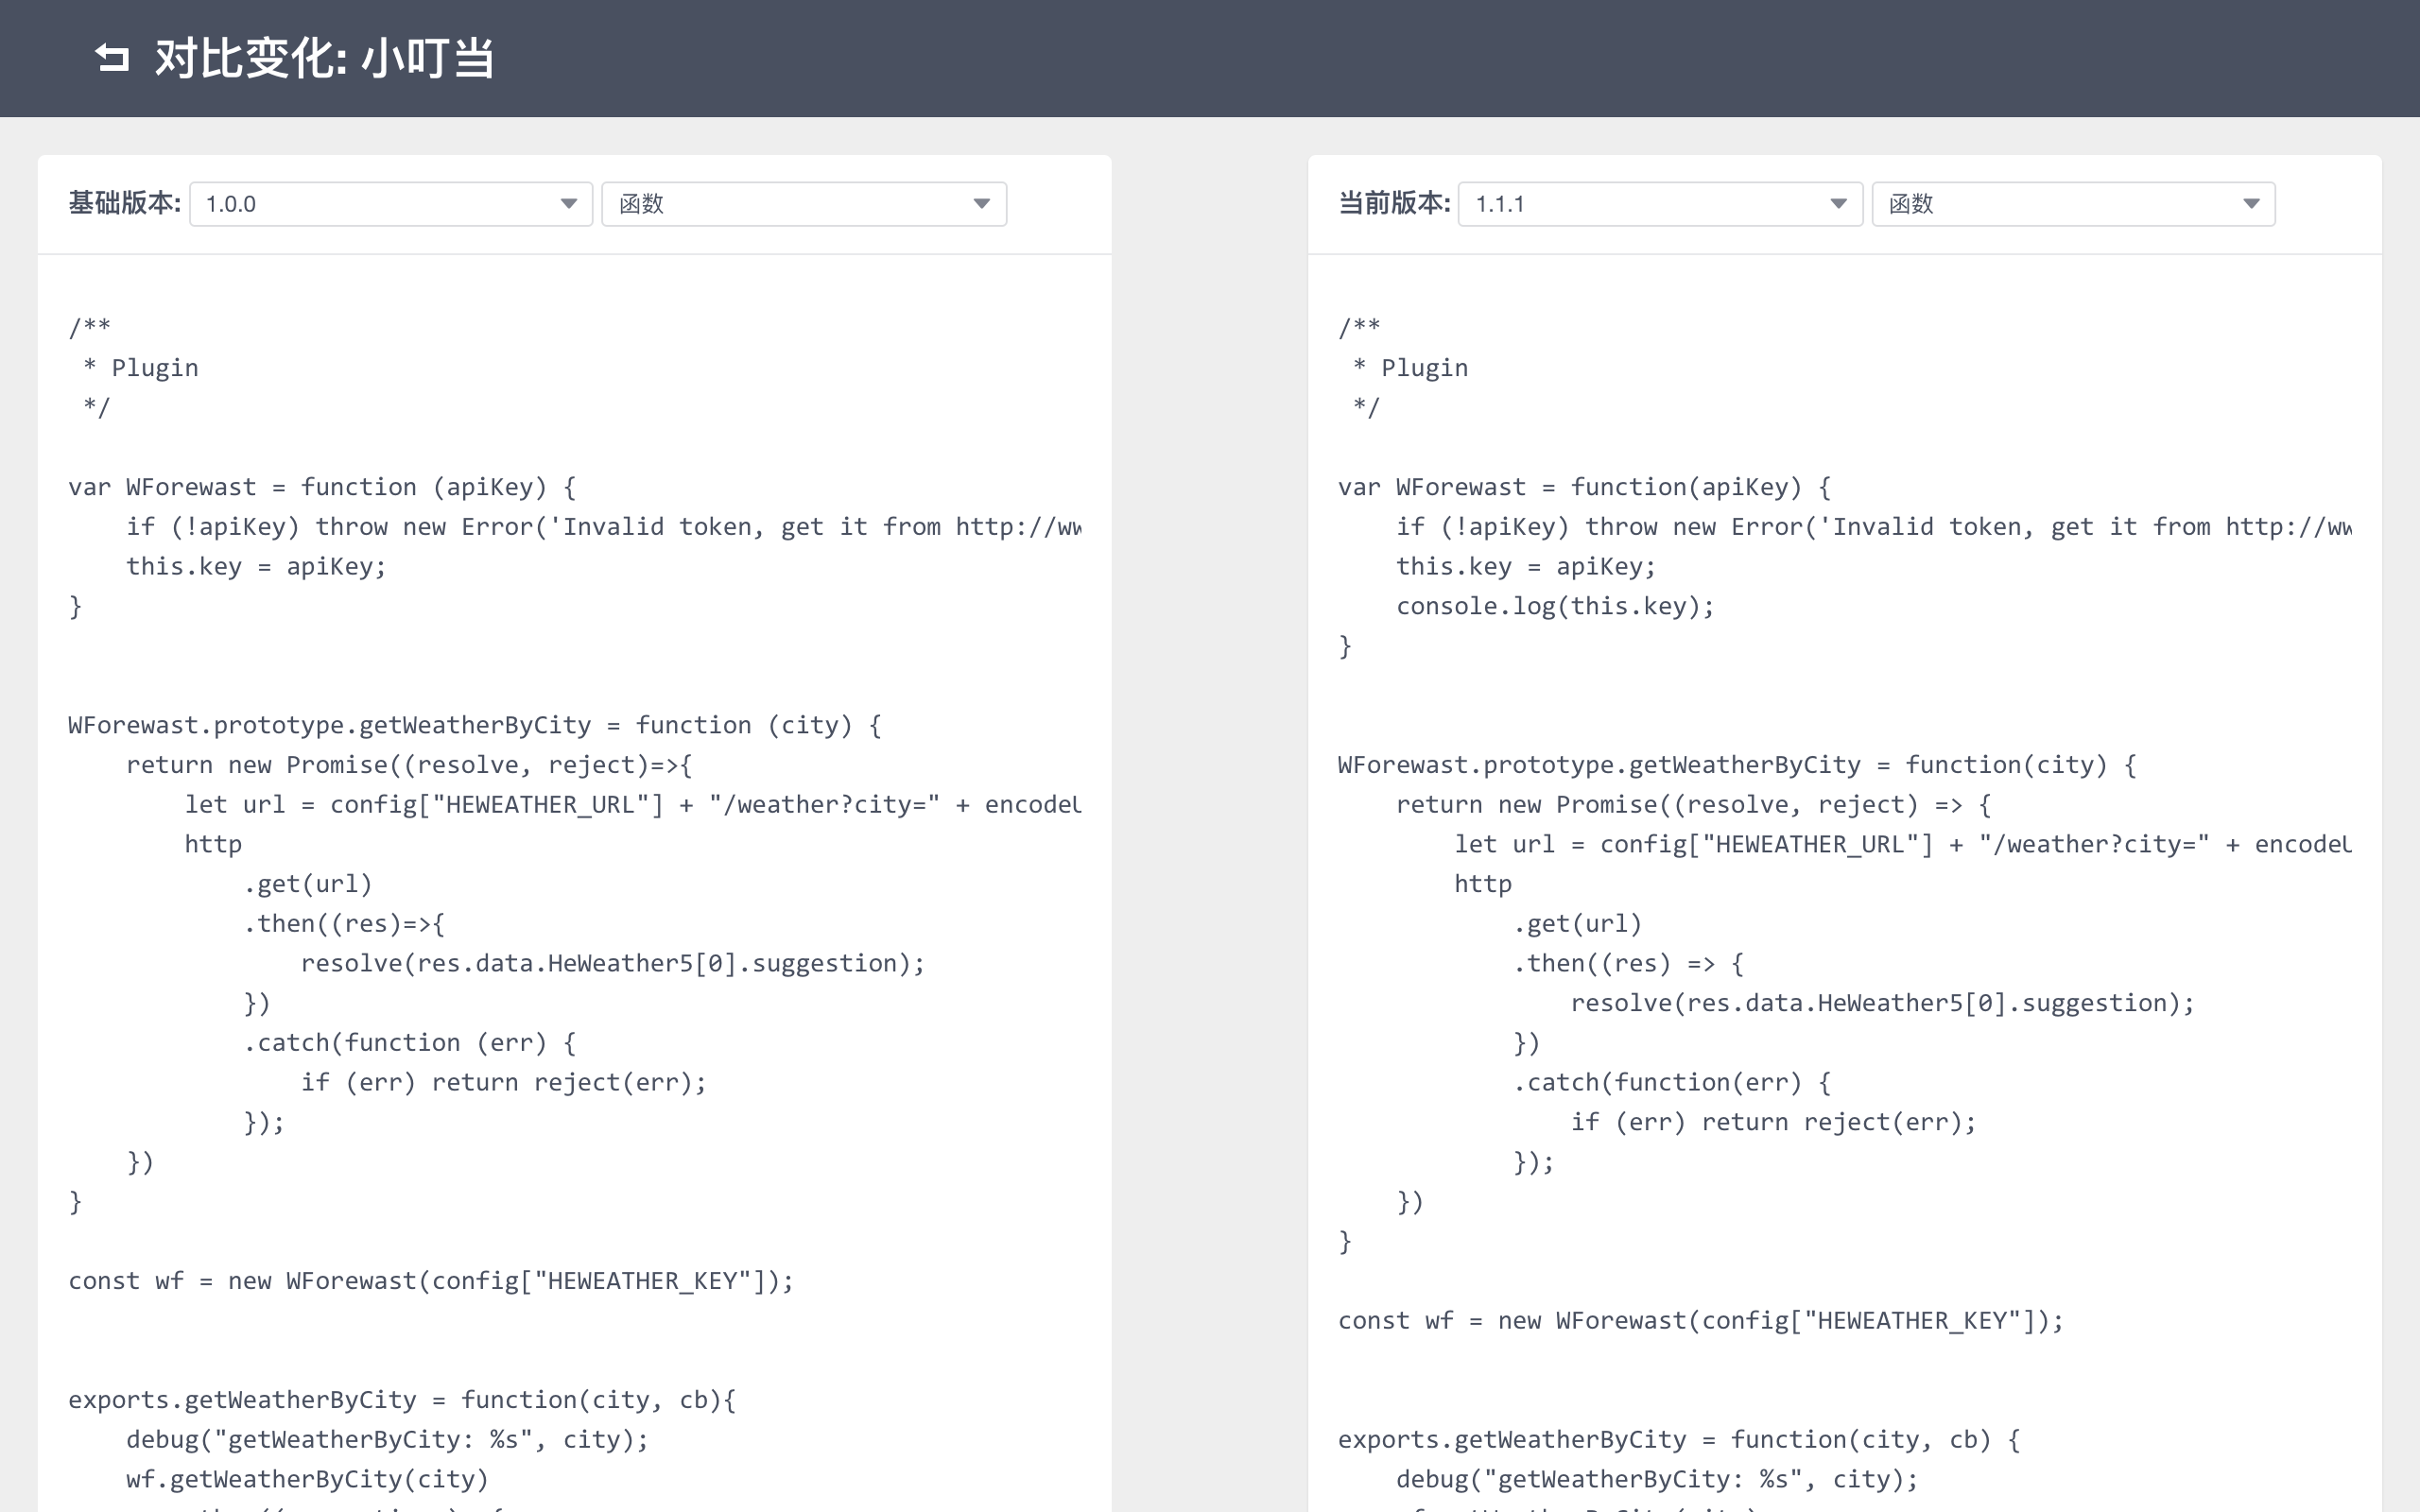 对比变化: 小叮当
基础版本: 1.0.0 函数
/**
 * Plugin
 */
var WForewast = function (apiKey) {
    if (!apiKey) throw new Error('Invalid token, get it from http://ww
    this.key = apiKey;
}
WForewast.prototype.getWeatherByCity = function (city) {
    return new Promise((resolve, reject)=>{
        let url = config["HEWEATHER_URL"] + "/weather?city=" + encode
        http
            .get(url)
            .then((res)=>{
                resolve(res.data.HeWeather5[0].suggestion);
            })
            .catch(function (err) {
                if (err) return reject(err);
            });
    })
}
const wf = new WForewast(config["HEWEATHER_KEY"]);
exports.getWeatherByCity = function(city, cb){
    debug("getWeatherByCity: %s", city);
    wf.getWeatherByCity(city)
当前版本: 1.1.1 函数
/**
 * Plugin
 */
var WForewast = function(apiKey) {
    if (!apiKey) throw new Error('Invalid token, get it from http://ww
    this.key = apiKey;
    console.log(this.key);
}
WForewast.prototype.getWeatherByCity = function(city) {
    return new Promise((resolve, reject) => {
        let url = config["HEWEATHER_URL"] + "/weather?city=" + encode
        http
            .get(url)
            .then((res) => {
                resolve(res.data.HeWeather5[0].suggestion);
            })
            .catch(function(err) {
                if (err) return reject(err);
            });
    })
}
const wf = new WForewast(config["HEWEATHER_KEY"]);
exports.getWeatherByCity = function(city, cb) {
    debug("getWeatherByCity: %s", city);